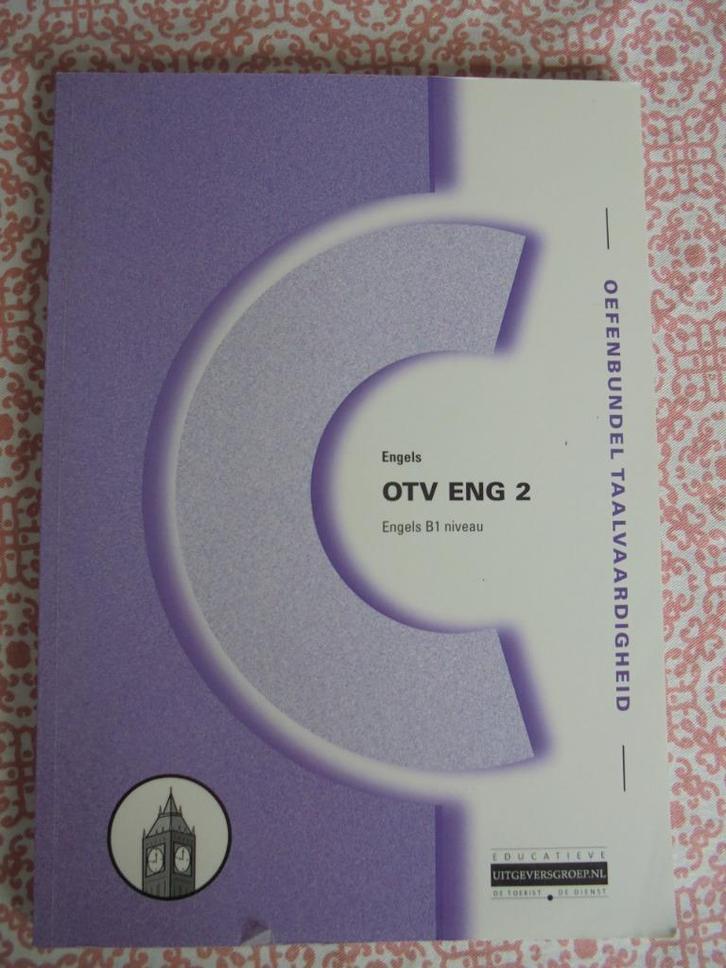 OEFENBUNDEL TAALVAARDIGHEID
Engels
OTV ENG 2
Engels B1 niveau
EDUCATIEVE
UITGEVERSGROEP.NL
DE TOERIST • DE DIENST